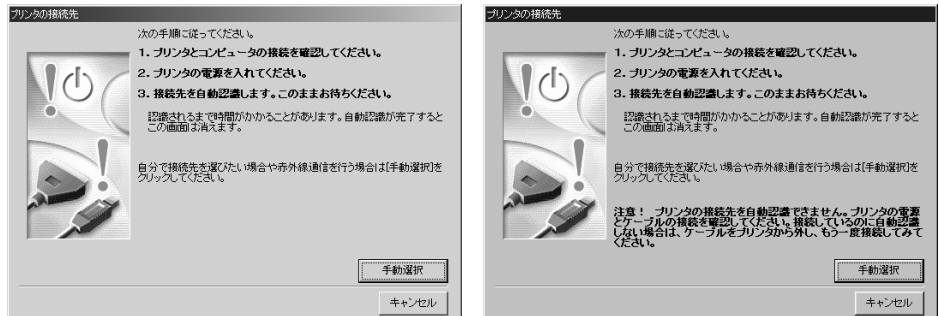 プリンタの接続先
次の手順に従ってください。
1. プリンタとコンピュータの接続を確認してください。
2. プリンタの電源を入れてください。
3. 接続先を自動認識します。このままお待ちください。
認識されるまで時間がかかることがあります。自動認識が完了すると
この画面は消えます。
自分で接続先を選びたい場合や赤外線通信を行う場合は[手動選択]を
クリックしてください。
手動選択
キャンセル
プリンタの接続先
次の手順に従ってください。
1. プリンタとコンピュータの接続を確認してください。
2. プリンタの電源を入れてください。
3. 接続先を自動認識します。このままお待ちください。
認識されるまで時間がかかることがあります。自動認識が完了すると
この画面は消えます。
自分で接続先を選びたい場合や赤外線通信を行う場合は[手動選択]を
クリックしてください。
注意! プリンタの接続先を自動認識できません。プリンタの電源
とケーブルの接続を確認してください。接続しているのに自動認識
しない場合は、ケーブルをプリンタから外し、もう一度接続してみて
ください。
手動選択
キャンセル